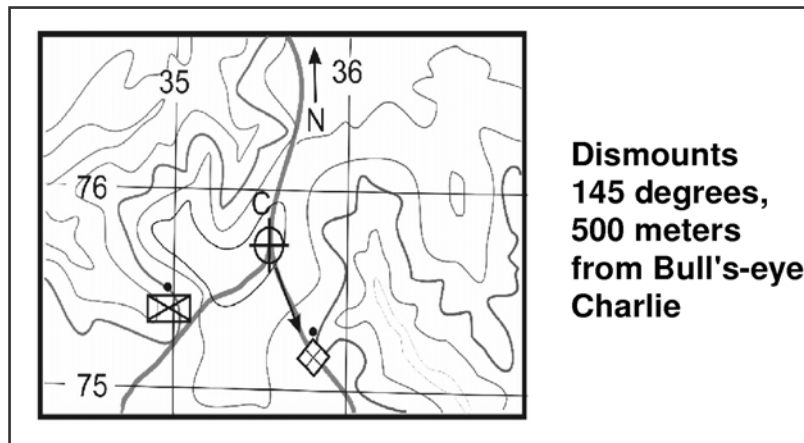 35
36
N
76
C
75
Dismounts
145 degrees,
500 meters
from Bull's-eye
Charlie